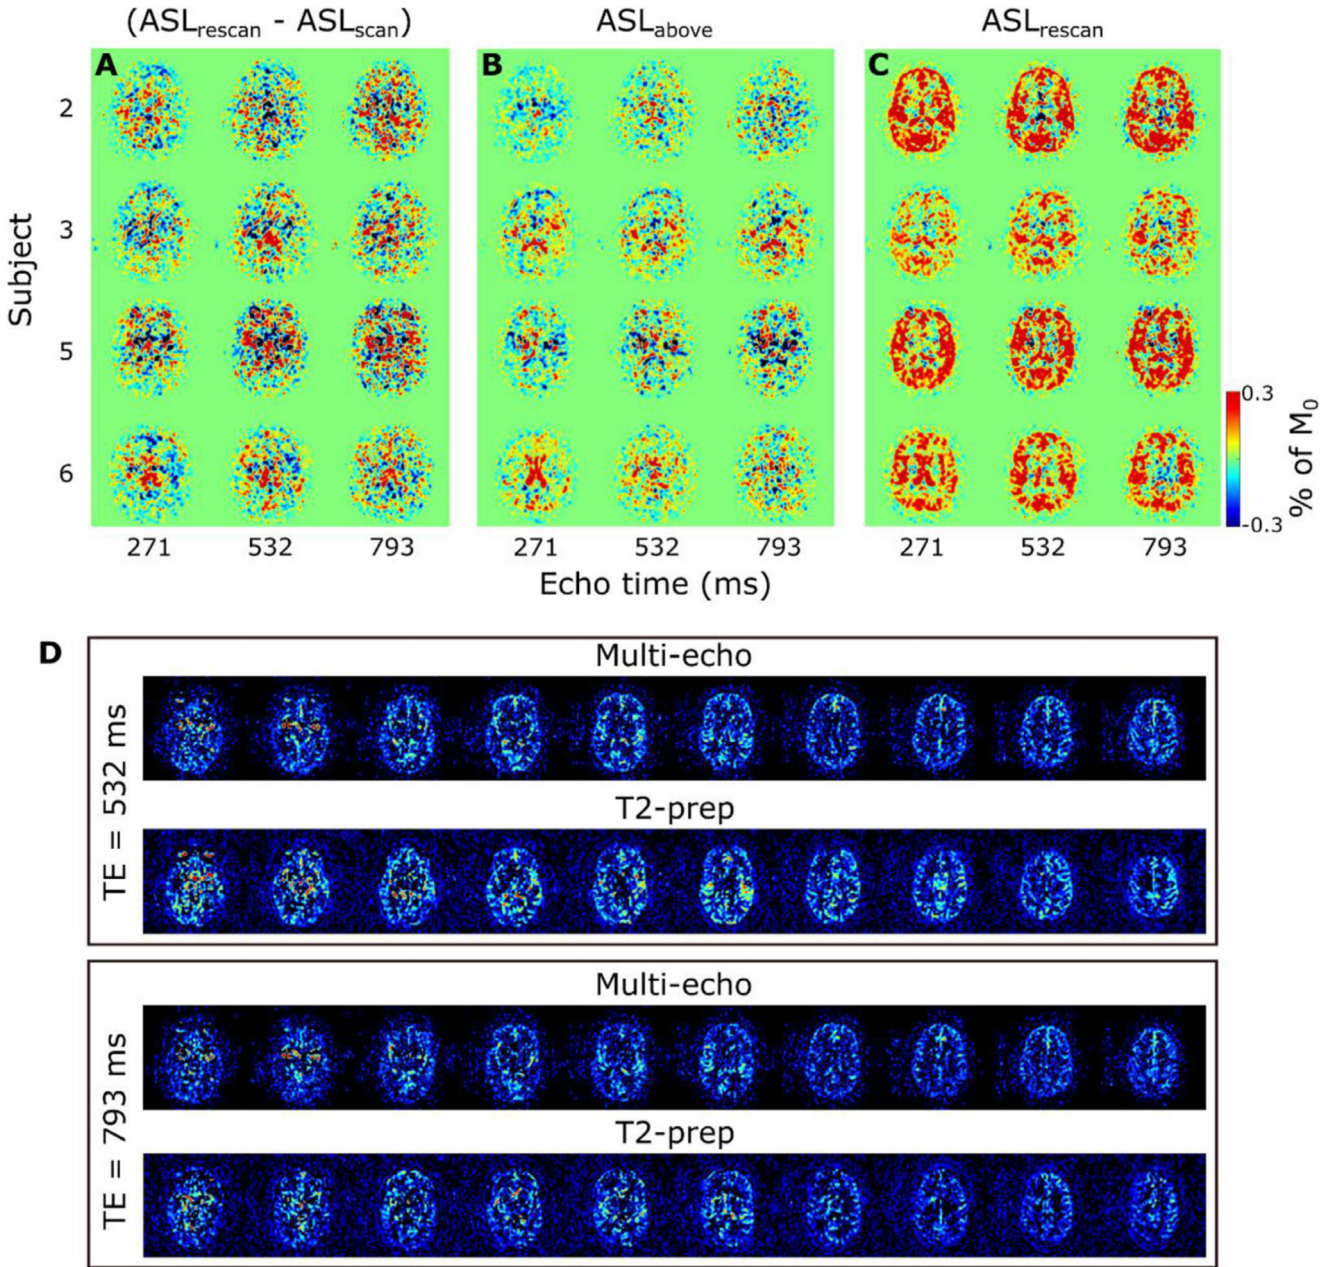 (ASLrescan - ASLscan) ASLabove ASLrescan
A B C
Subject
2
3
5
6
0.3
-0.3
% of M0
271 532 793 271 532 793 271 532 793
Echo time (ms)
D
TE = 532 ms
Multi-echo
T2-prep
TE = 793 ms
Multi-echo
T2-prep